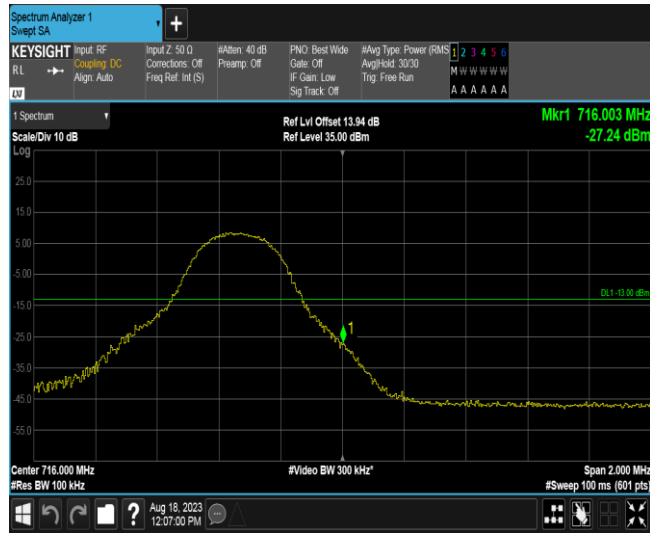 Spectrum Analyzer 1
Swept SA
KEYSIGHT
RL
Input: RF
Coupling: DC
Align: Auto
Input Z: 50 Ω
Corrections: Off
Freq Ref: Int (S)
#Atten: 40 dB
Preamp: Off
PNO: Best Wide
Gate: Off
IF Gain: Low
Sig Track: Off
#Avg Type: Power (RMS
Avg|Hold: 30/30
Trig: Free Run
1 2 3 4 5 6
M W W W W W
A A A A A A
LXI
1 Spectrum
Scale/Div 10 dB
Log
Ref Lvl Offset 13.94 dB
Ref Level 35.00 dBm
Mkr1 716.003 MHz
-27.24 dBm
25.0
15.0
5.00
-5.00
DL1 -13.00 dBm
-15.0
1
-25.0
-35.0
-45.0
-55.0
Center 716.000 MHz
#Res BW 100 kHz
#Video BW 300 kHz*
Span 2.000 MHz
#Sweep 100 ms (601 pts)
?
Aug 18, 2023
12:07:00 PM